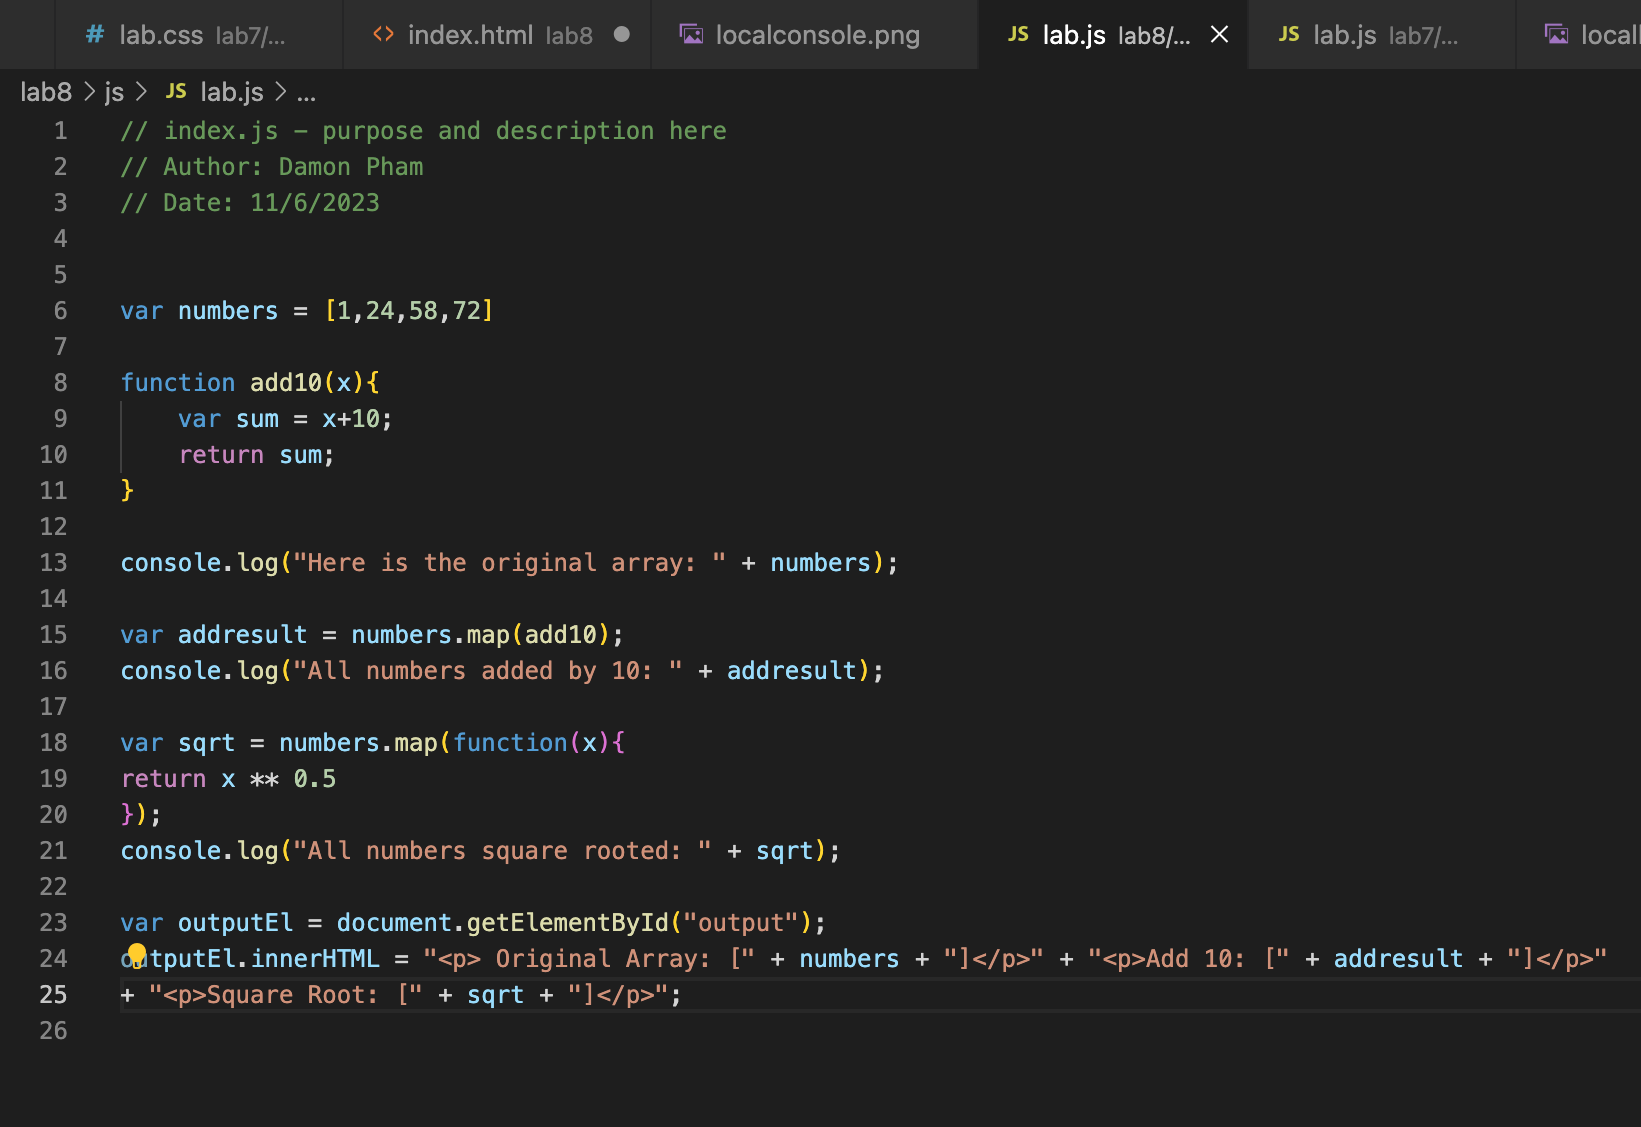 # lab.css lab7/... <> index.html lab8 ● localconsole.png JS lab.js lab8/... × JS lab.js lab7/... locall
lab8 > js > JS lab.js > ...
1 // index.js - purpose and description here
2 // Author: Damon Pham
3 // Date: 11/6/2023
4
5
6 var numbers = [1,24,58,72]
7
8 function add10(x){
9     var sum = x+10;
10     return sum;
11 }
12
13 console.log("Here is the original array: " + numbers);
14
15 var addresult = numbers.map(add10);
16 console.log("All numbers added by 10: " + addresult);
17
18 var sqrt = numbers.map(function(x){
19 return x ** 0.5
20 });
21 console.log("All numbers square rooted: " + sqrt);
22
23 var outputEl = document.getElementById("output");
24 outputEl.innerHTML = "<p> Original Array: [" + numbers + "]</p>" + "<p>Add 10: [" + addresult + "]</p>"
25 + "<p>Square Root: [" + sqrt + "]</p>";
26